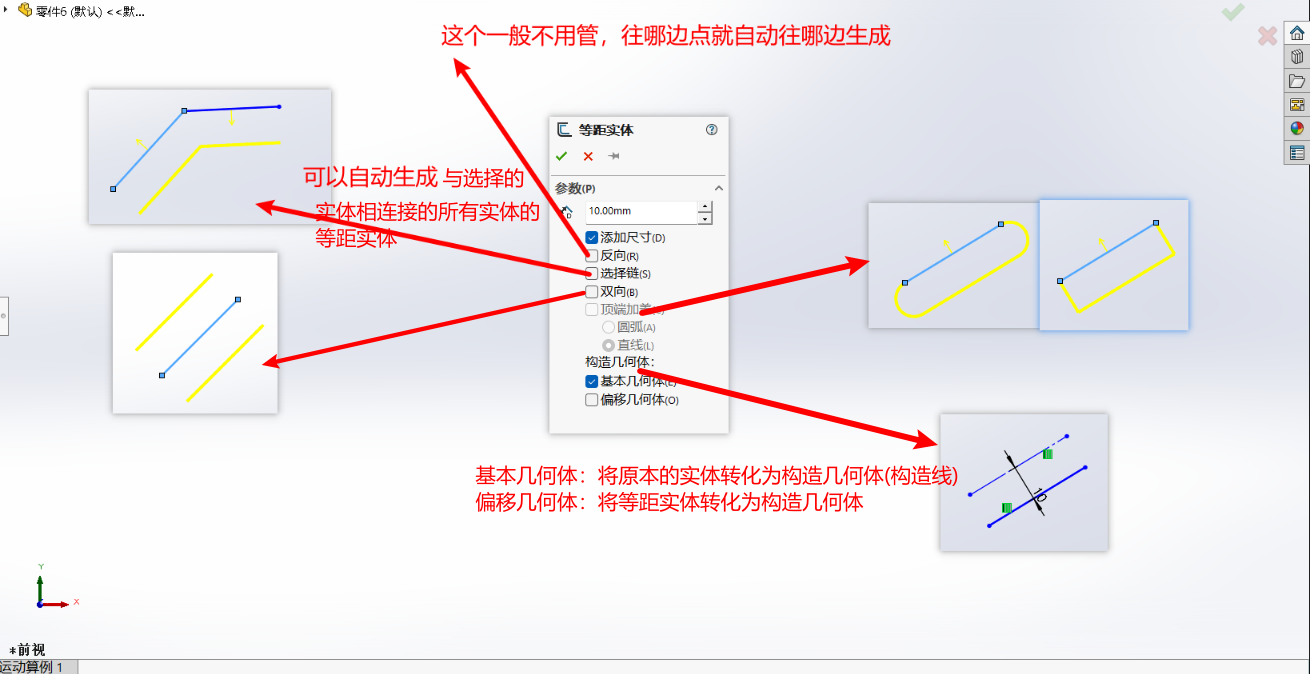 零件6 (默认) <<默...
这个一般不用管，往哪边点就自动往哪边生成
可以自动生成 与选择的
实体相连接的所有实体的
等距实体
等距实体
参数(P)
10.00mm
添加尺寸(D)
反向(R)
选择链(S)
双向(B)
顶端加盖
圆弧(A)
直线(L)
构造几何体:
基本几何体(E)
偏移几何体(O)
10
基本几何体：将原本的实体转化为构造几何体(构造线)
偏移几何体：将等距实体转化为构造几何体
Y
X
*前视
运动算例 1